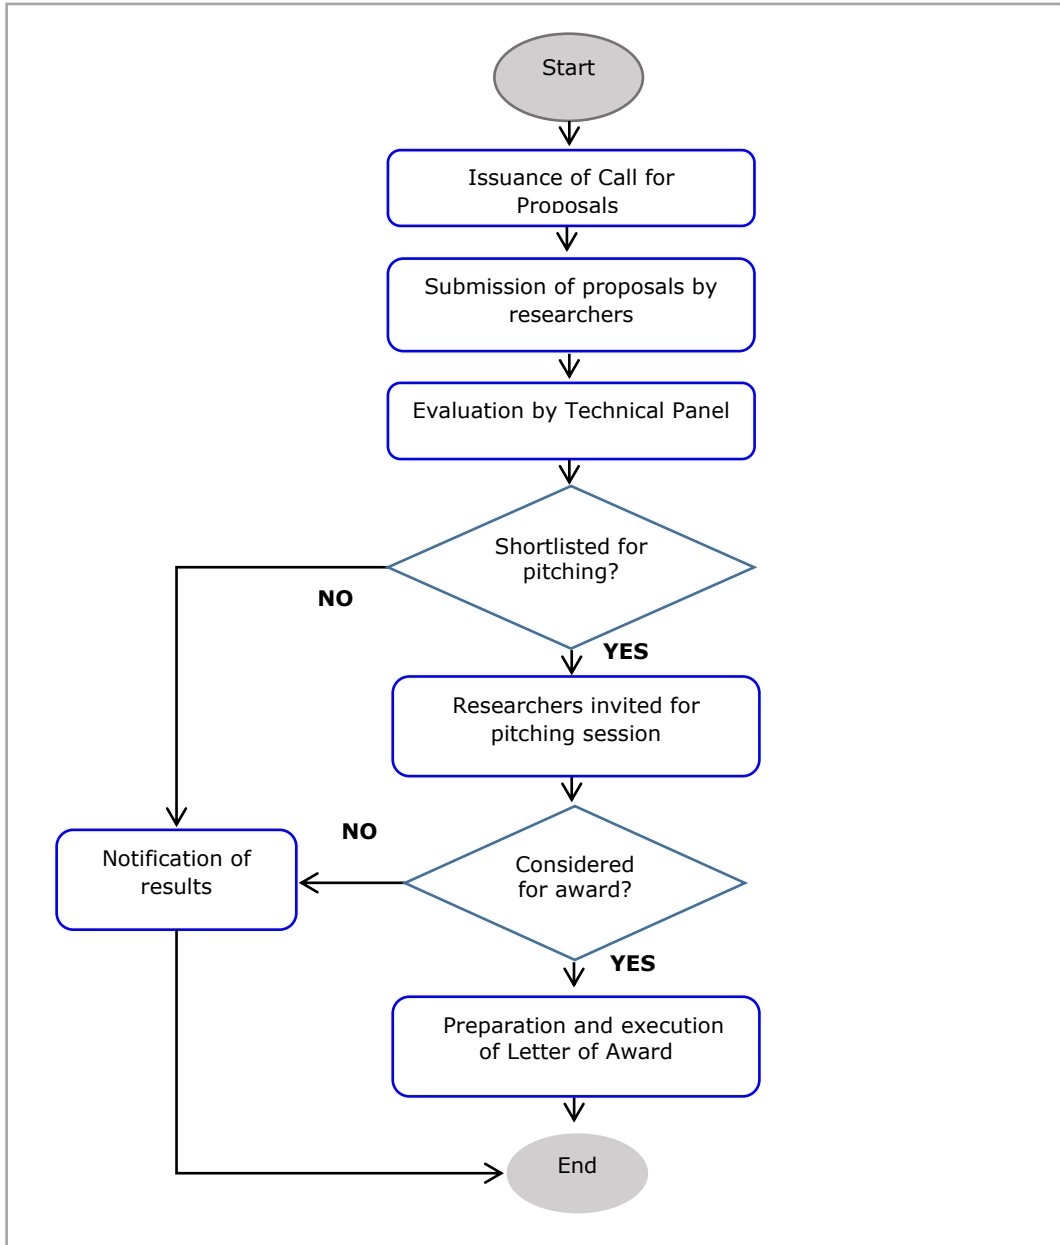 Start
Issuance of Call for
Proposals
Submission of proposals by
researchers
Evaluation by Technical Panel
Shortlisted for
pitching?
NO
YES
Researchers invited for
pitching session
NO
Notification of
results
Considered
for award?
YES
Preparation and execution
of Letter of Award
End